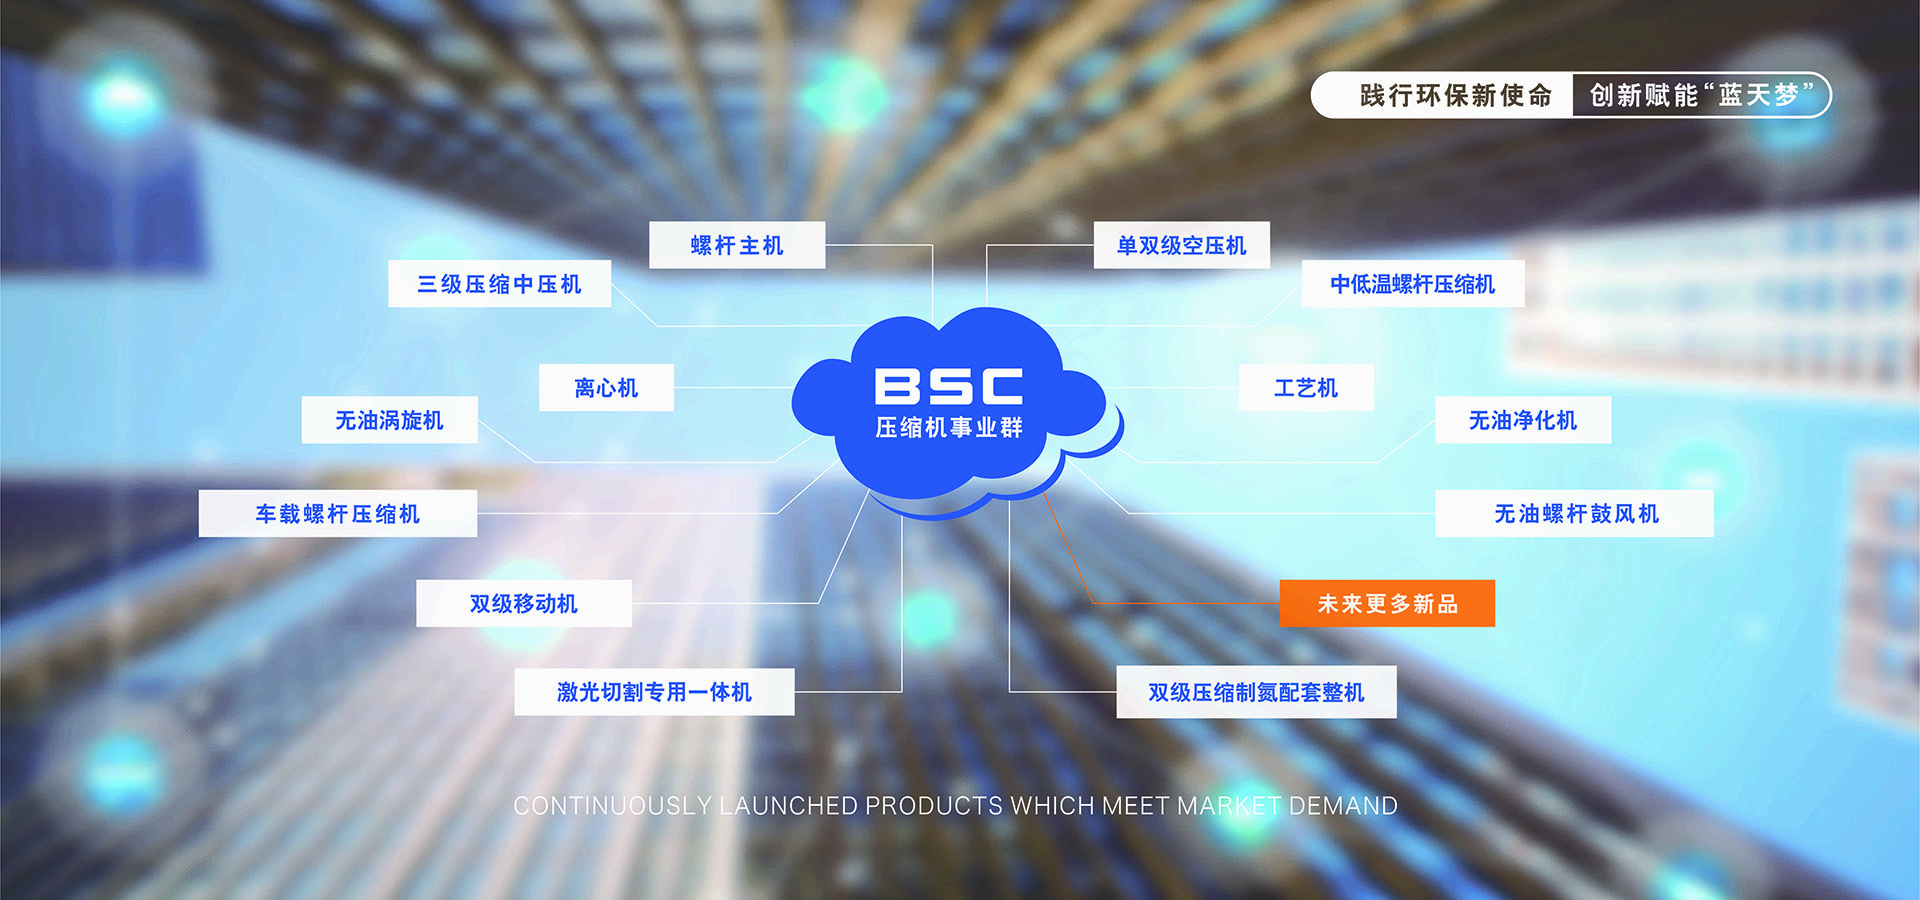 践行环保新使命 创新赋能“蓝天梦”
螺杆主机
单双级空压机
三级压缩中压机
中低温螺杆压缩机
离心机
BSC
压缩机事业群
工艺机
无油涡旋机
无油净化机
车载螺杆压缩机
无油螺杆鼓风机
双级移动机
未来更多新品
激光切割专用一体机
双级压缩制氮配套整机
CONTINUOUSLY LAUNCHED PRODUCTS WHICH MEET MARKET DEMAND